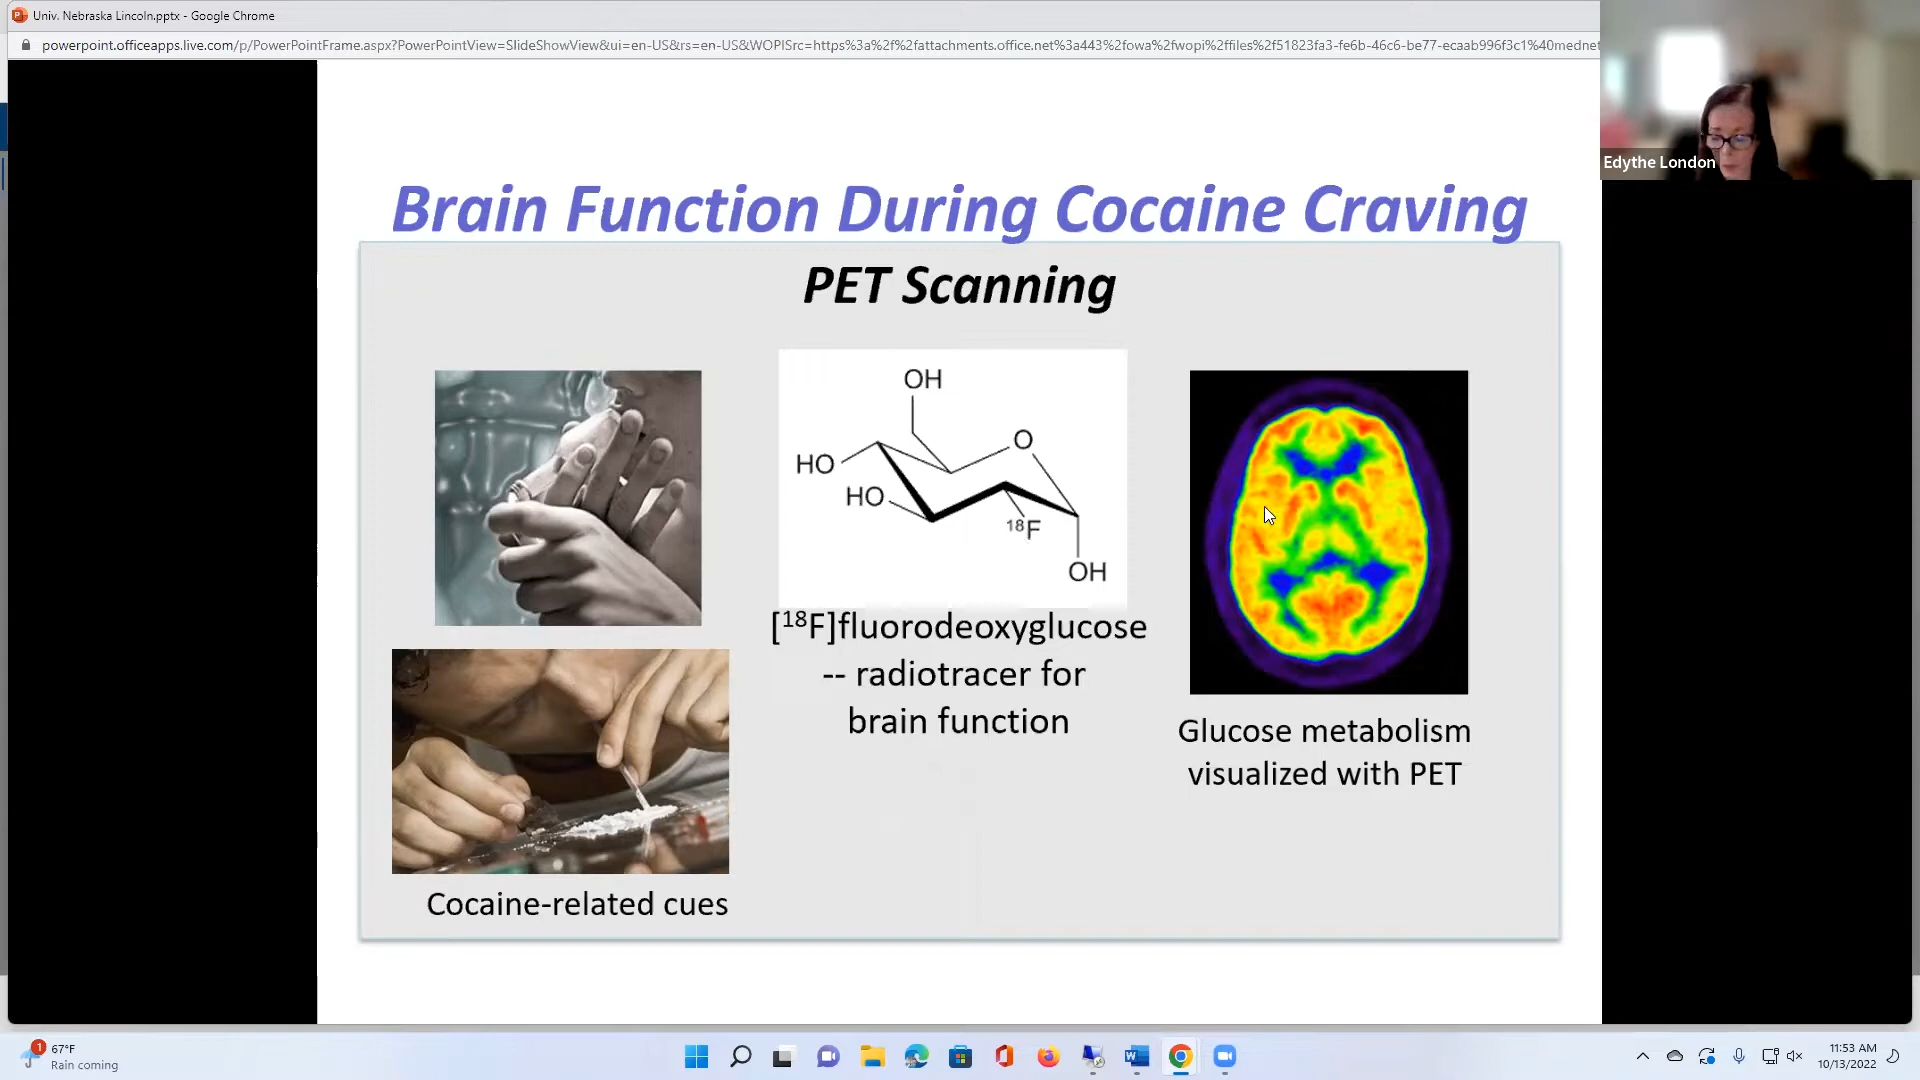 Univ. Nebraska Lincoln.pptx - Google Chrome
powerpoint.officeapps.live.com/p/PowerPointFrame.aspx?PowerPointView=SlideShowView&ui=en-US&rs=en-US&WOPISrc=https%3a%2f%2fattachments.office.net%3a443%2fowa%2fwopi%2ffiles%2f51823fa3-fe6b-46c6-be77-ecaab996f3c1%40mednet
Edythe London
Brain Function During Cocaine Craving
PET Scanning
OH
O
HO
HO
¹⁸F
OH
[¹⁸F]fluorodeoxyglucose
-- radiotracer for
brain function
Glucose metabolism
visualized with PET
Cocaine-related cues
1
67°F
Rain coming
11:53 AM
10/13/2022